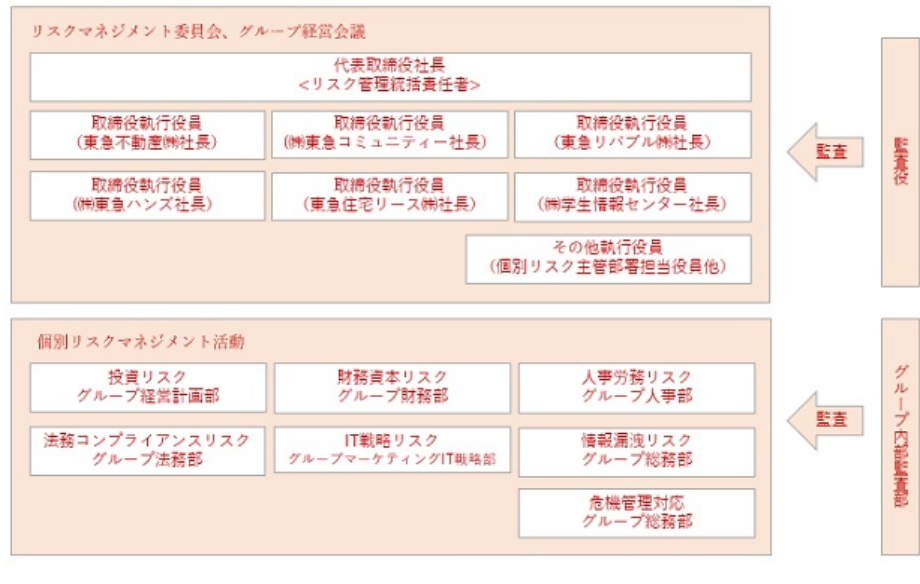 リスクマネジメント委員会、グループ経営会議
代表取締役社長
<リスク管理統括責任者>
取締役執行役員
(東急不動産㈱社長)
取締役執行役員
(㈱東急コミュニティー社長)
取締役執行役員
(東急リバブル㈱社長)
取締役執行役員
(㈱東急ハンズ社長)
取締役執行役員
(東急住宅リース㈱社長)
取締役執行役員
(㈱学生情報センター社長)
その他執行役員
(個別リスク主管部署担当役員他)
監査
監査役
個別リスクマネジメント活動
投資リスク
グループ経営計画部
財務資本リスク
グループ財務部
人事労務リスク
グループ人事部
法務コンプライアンスリスク
グループ法務部
IT戦略リスク
グループマーケティングIT戦略部
情報漏洩リスク
グループ総務部
危機管理対応
グループ総務部
監査
グループ内部監査部